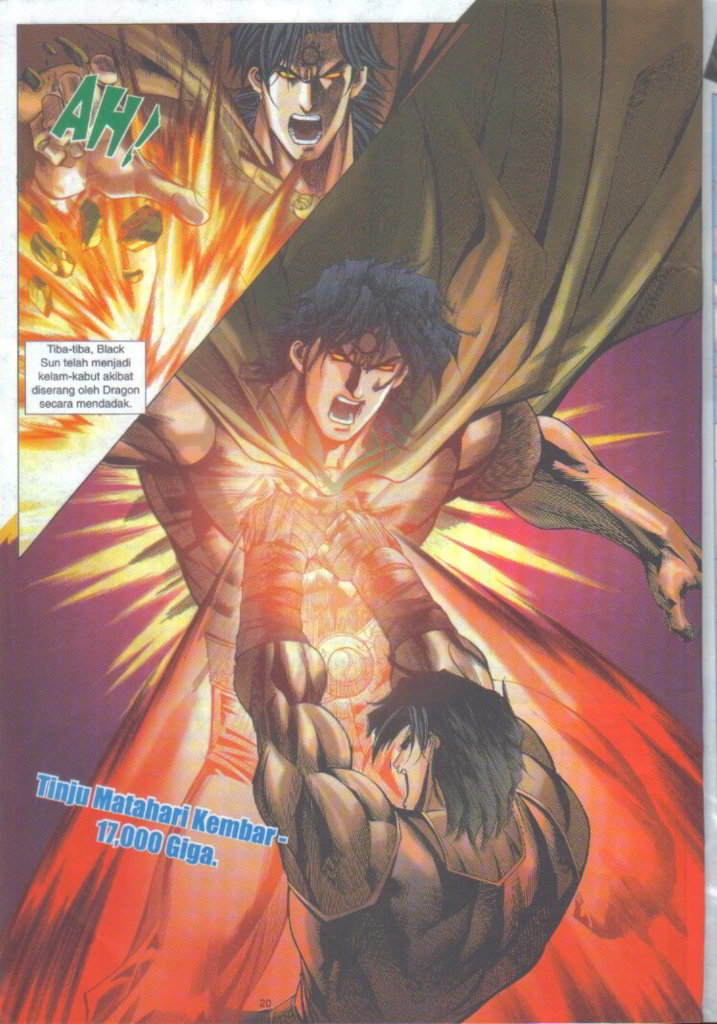 AH!
Tiba-tiba, Black
Sun telah menjadi
kelam-kabut akibat
diserang oleh Dragon
secara mendadak.
Tinju Matahari Kembar -
17,000 Giga.
20